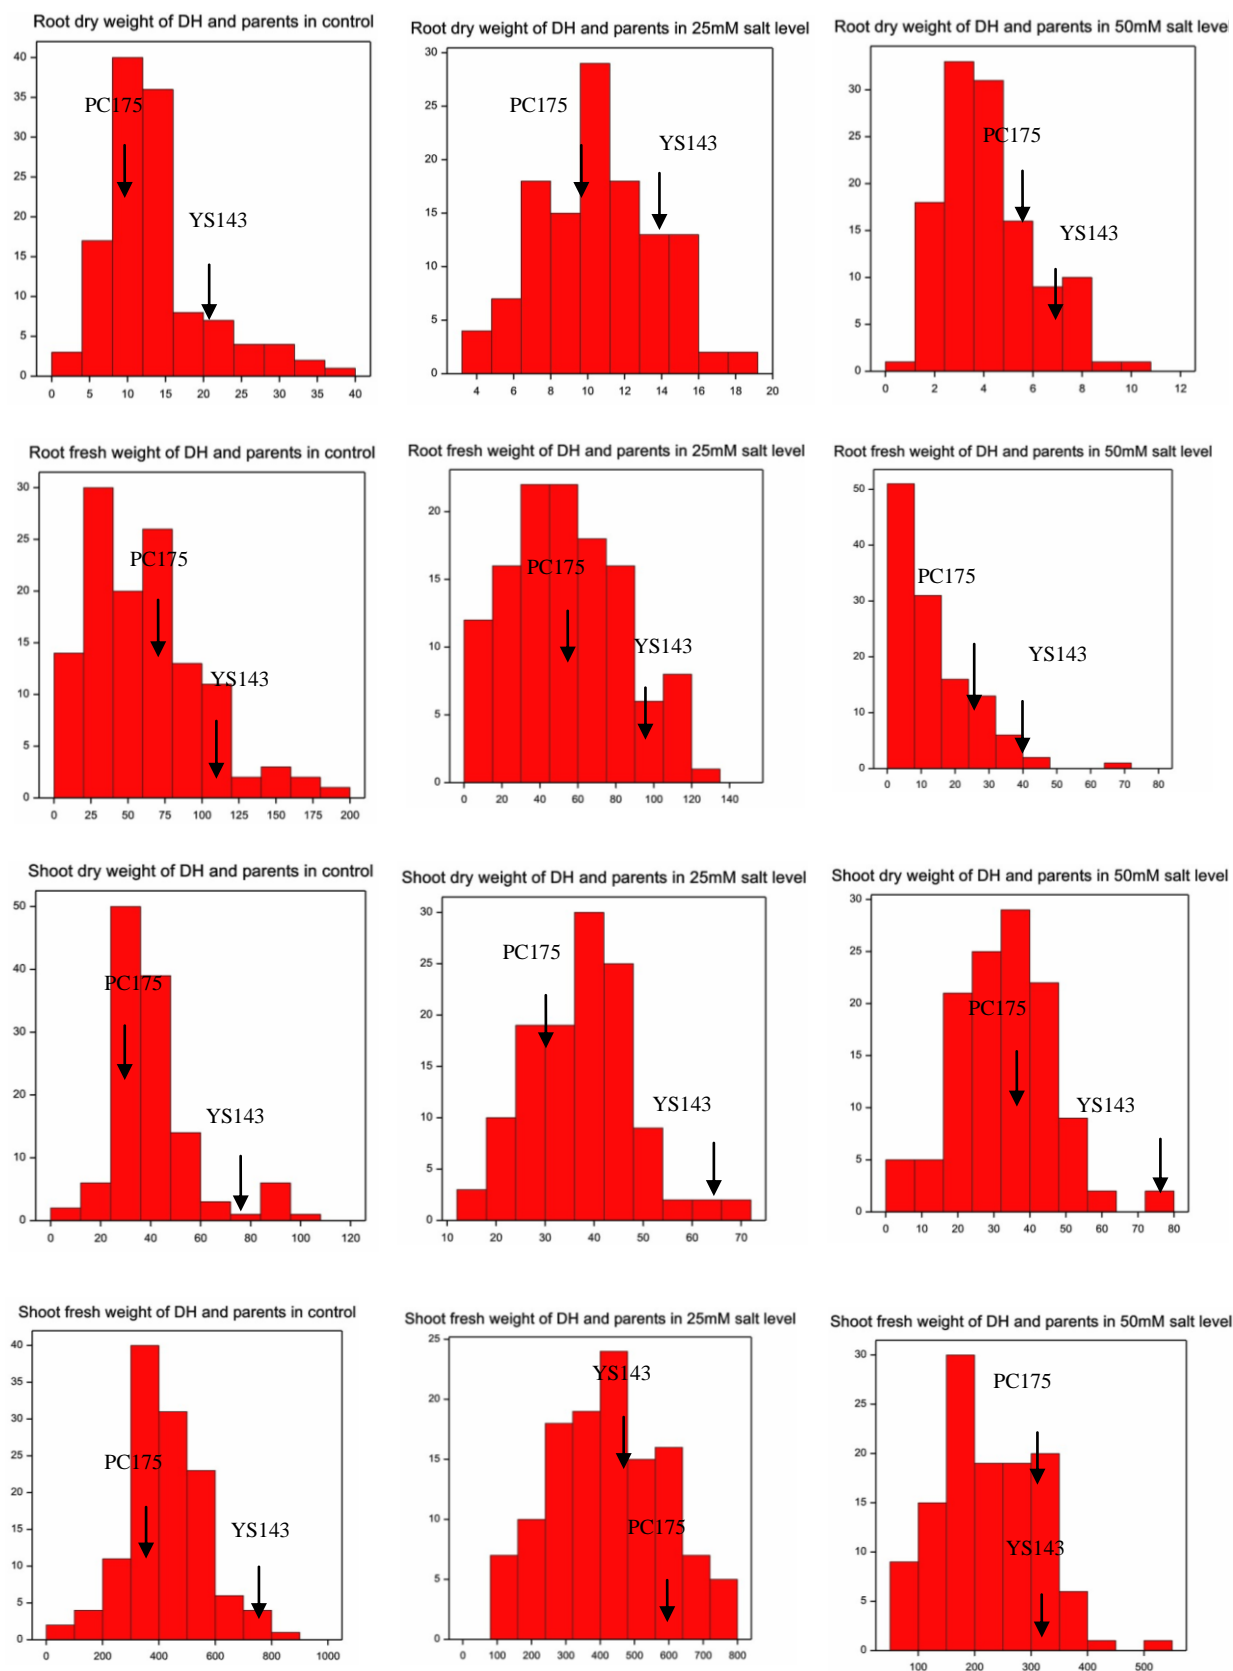 Root dry weight of DH and parents in control
40
35
30
25
20
15
10
5
0
PC175
YS143
0 5 10 15 20 25 30 35 40
Root dry weight of DH and parents in 25mM salt level
30
25
20
15
10
5
0
PC175
YS143
4 6 8 10 12 14 16 18 20
Root dry weight of DH and parents in 50mM salt level
30
25
20
15
10
5
0
PC175
YS143
0 2 4 6 8 10 12
Root fresh weight of DH and parents in control
30
25
20
15
10
5
0
PC175
YS143
0 25 50 75 100 125 150 175 200
Root fresh weight of DH and parents in 25mM salt level
20
15
10
5
0
PC175
YS143
0 20 40 60 80 100 120 140
Root fresh weight of DH and parents in 50mM salt level
50
40
30
20
10
0
PC175
YS143
0 10 20 30 40 50 60 70 80
Shoot dry weight of DH and parents in control
50
40
30
20
10
0
PC175
YS143
0 20 40 60 80 100 120
Shoot dry weight of DH and parents in 25mM salt level
30
25
20
15
10
5
0
PC175
YS143
10 20 30 40 50 60 70
Shoot dry weight of DH and parents in 50mM salt level
30
25
20
15
10
5
0
PC175
YS143
0 10 20 30 40 50 60 70 80
Shoot fresh weight of DH and parents in control
40
35
30
25
20
15
10
5
0
PC175
YS143
0 200 400 600 800 1000
Shoot fresh weight of DH and parents in 25mM salt level
25
20
15
10
5
0
YS143
PC175
0 100 200 300 400 500 600 700 800
Shoot fresh weight of DH and parents in 50mM salt level
30
25
20
15
10
5
0
PC175
YS143
100 200 300 400 500